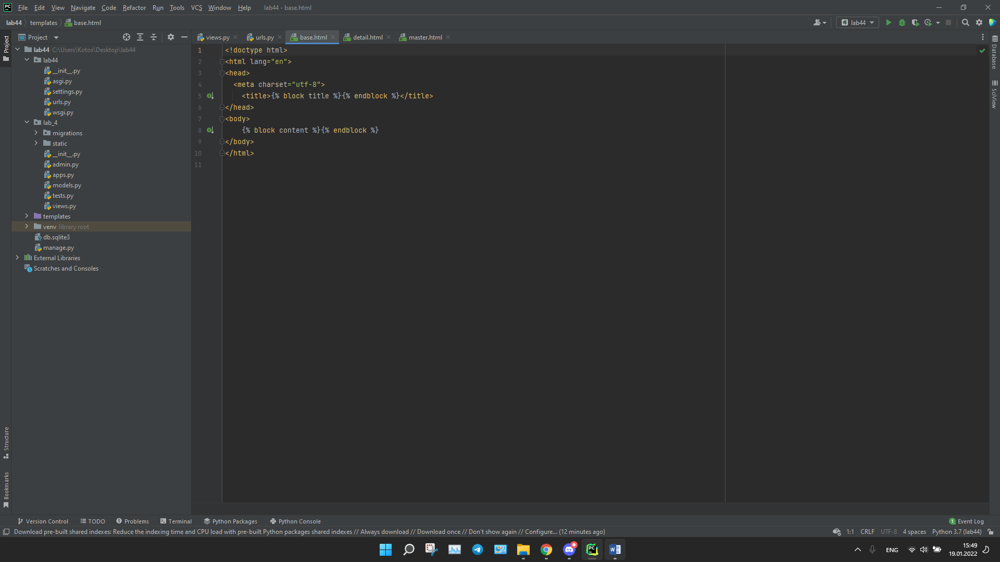 PC File Edit View Navigate Code Refactor Run Tools VCS Window Help lab44 - base.html
lab44 templates base.html
lab44
Project
views.py urls.py base.html detail.html master.html
Project
lab44 C:\Users\Kotos\Desktop\lab44
lab44
__init__.py
asgi.py
settings.py
urls.py
wsgi.py
lab_4
migrations
static
__init__.py
admin.py
apps.py
models.py
tests.py
views.py
templates
venv library root
db.sqlite3
manage.py
External Libraries
Scratches and Consoles
Structure
Bookmarks
1 <!doctype html>
2 <html lang="en">
3 <head>
4 <meta charset="utf-8">
5 <title>{% block title %}{% endblock %}</title>
6 </head>
7 <body>
8 {% block content %}{% endblock %}
9 </body>
10 </html>
11
Database
SciView
Version Control TODO Problems Terminal Python Packages Python Console 1 Event Log
Download pre-built shared indexes: Reduce the indexing time and CPU load with pre-built Python packages shared indexes // Always download // Download once // Don't show again // Configure... (12 minutes ago) 1:1 CRLF UTF-8 4 spaces Python 3.7 (lab44)
PC W ENG 15:49
19.01.2022